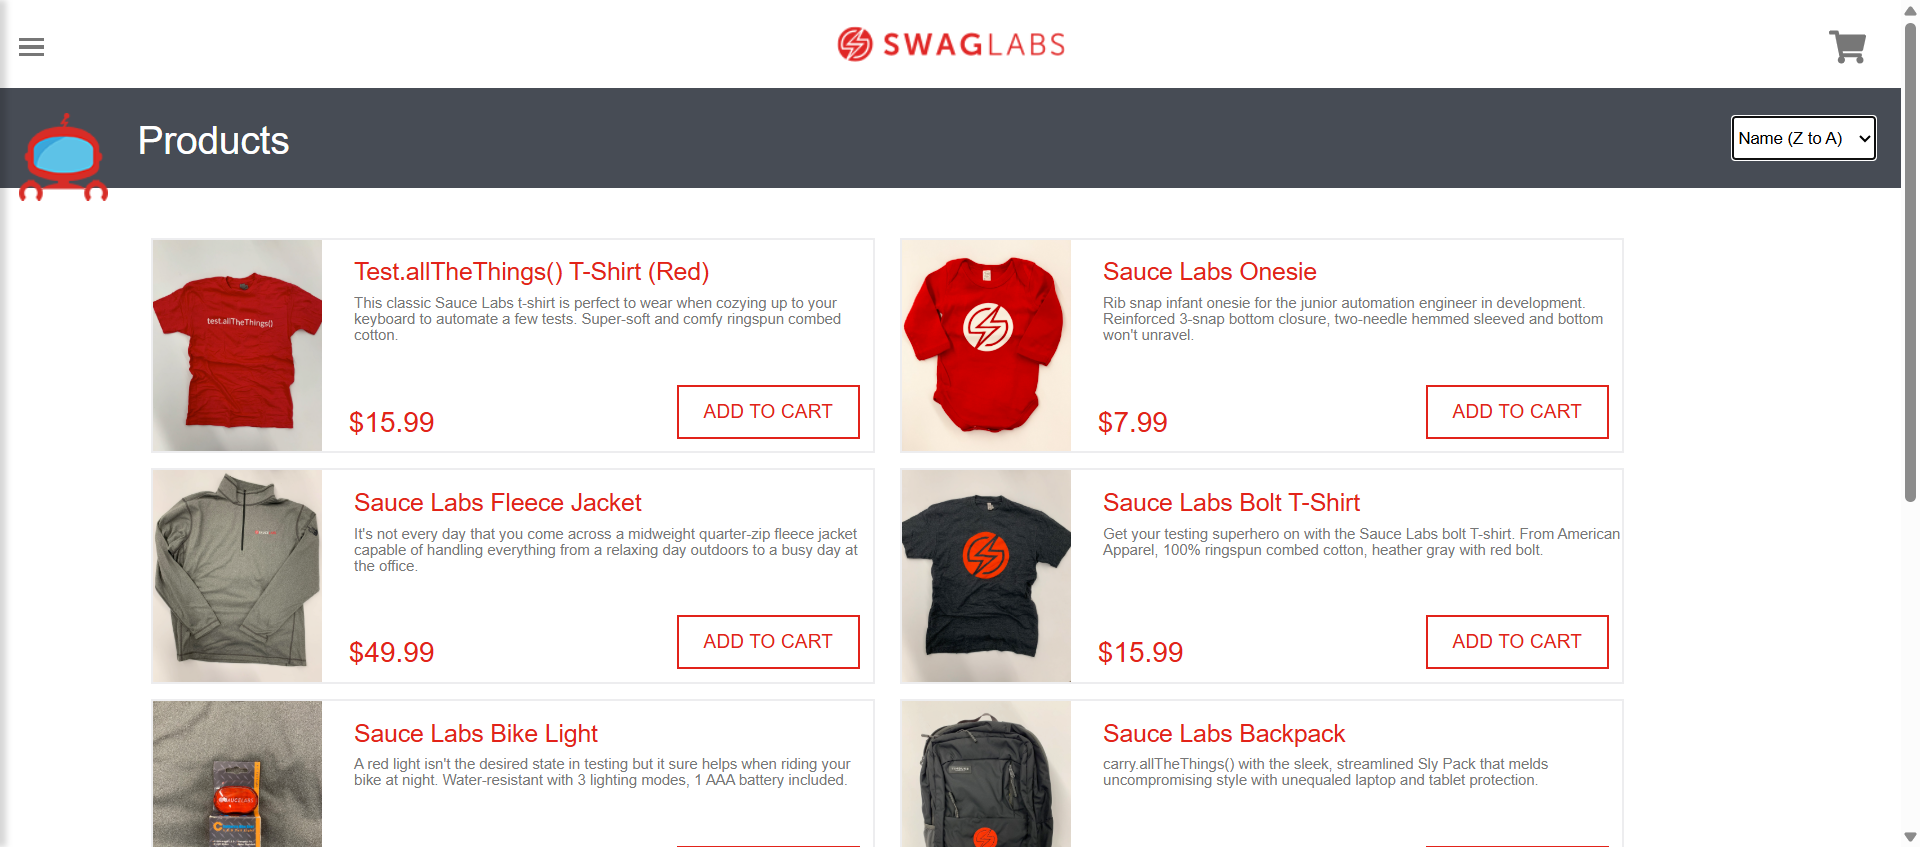 SWAGLABS
Products
Name (Z to A)
test.allTheThings()
Test.allTheThings() T-Shirt (Red)
This classic Sauce Labs t-shirt is perfect to wear when cozying up to your
keyboard to automate a few tests. Super-soft and comfy ringspun combed
cotton.
$15.99
ADD TO CART
Sauce Labs Onesie
Rib snap infant onesie for the junior automation engineer in development.
Reinforced 3-snap bottom closure, two-needle hemmed sleeved and bottom
won't unravel.
$7.99
ADD TO CART
Sauce Labs Fleece Jacket
It's not every day that you come across a midweight quarter-zip fleece jacket
capable of handling everything from a relaxing day outdoors to a busy day at
the office.
$49.99
ADD TO CART
Sauce Labs Bolt T-Shirt
Get your testing superhero on with the Sauce Labs bolt T-shirt. From American
Apparel, 100% ringspun combed cotton, heather gray with red bolt.
$15.99
ADD TO CART
SAUCELABS
Sauce Labs Bike Light
A red light isn't the desired state in testing but it sure helps when riding your
bike at night. Water-resistant with 3 lighting modes, 1 AAA battery included.
Sauce Labs Backpack
carry.allTheThings() with the sleek, streamlined Sly Pack that melds
uncompromising style with unequaled laptop and tablet protection.